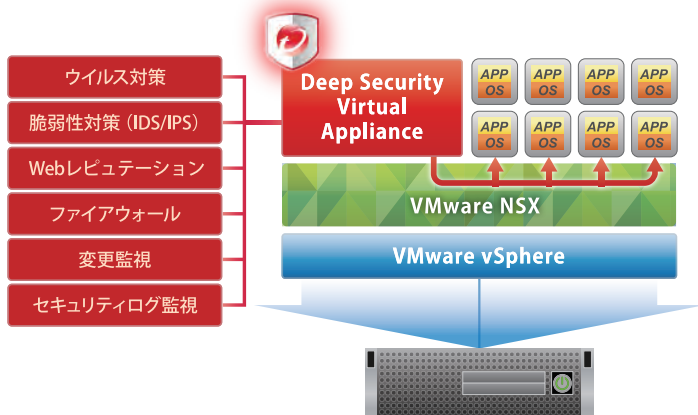 ウイルス対策
脆弱性対策（IDS/IPS）
Webレピュテーション
ファイアウォール
変更監視
セキュリティログ監視
Deep Security
Virtual
Appliance
APP APP APP APP
OS OS OS OS
APP APP APP APP
OS OS OS OS
VMware NSX
VMware vSphere